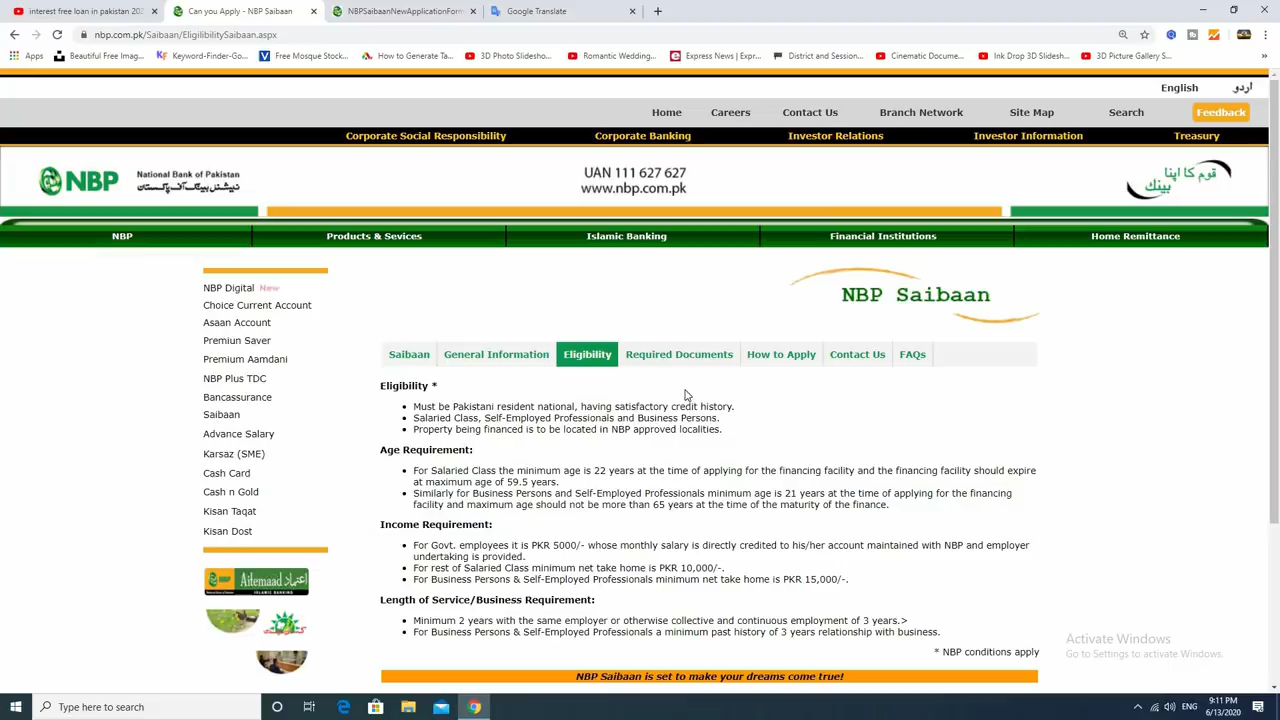 interest free loan in pakistan 202
Can you Apply - NBP Saibaan
NBPSaibaanNewApplicationForm
Google Translate
nbp.com.pk/Saibaan/EligilibilitySaibaan.aspx
Apps
Beautiful Free Imag...
Keyword-Finder-Go...
Free Mosque Stock...
How to Generate Ta...
3D Photo Slidesho...
Romantic Wedding...
Express News | Expr...
District and Session...
Cinematic Docume...
Ink Drop 3D Slidesh...
3D Picture Gallery S...
English
اردو
Home
Careers
Contact Us
Branch Network
Site Map
Search
Feedback
Corporate Social Responsibility
Corporate Banking
Investor Relations
Investor Information
Treasury
NBP
National Bank of Pakistan
نیشنل بینک آف پاکستان
UAN 111 627 627
www.nbp.com.pk
قوم کا اپنا
بینک
NBP
Products & Sevices
Islamic Banking
Financial Institutions
Home Remittance
NBP Digital New
Choice Current Account
Asaan Account
Premiun Saver
Premium Aamdani
NBP Plus TDC
Bancassurance
Saibaan
Advance Salary
Karsaz (SME)
Cash Card
Cash n Gold
Kisan Taqat
Kisan Dost
Aitemaad اعتماد
ISLAMIC BANKING
NBP Saibaan
Saibaan
General Information
Eligibility
Required Documents
How to Apply
Contact Us
FAQs
Eligibility *
• Must be Pakistani resident national, having satisfactory credit history.
• Salaried Class, Self-Employed Professionals and Business Persons.
• Property being financed is to be located in NBP approved localities.
Age Requirement:
• For Salaried Class the minimum age is 22 years at the time of applying for the financing facility and the financing facility should expire
at maximum age of 59.5 years.
• Similarly for Business Persons and Self-Employed Professionals minimum age is 21 years at the time of applying for the financing
facility and maximum age should not be more than 65 years at the time of the maturity of the finance.
Income Requirement:
• For Govt. employees it is PKR 5000/- whose monthly salary is directly credited to his/her account maintained with NBP and employer
undertaking is provided.
• For rest of Salaried Class minimum net take home is PKR 10,000/-.
• For Business Persons & Self-Employed Professionals minimum net take home is PKR 15,000/-.
Length of Service/Business Requirement:
• Minimum 2 years with the same employer or otherwise collective and continuous employment of 3 years.>
• For Business Persons & Self-Employed Professionals a minimum past history of 3 years relationship with business.
* NBP conditions apply
NBP Saibaan is set to make your dreams come true!
Activate Windows
Go to Settings to activate Windows.
Type here to search
ENG
9:11 PM
6/13/2020